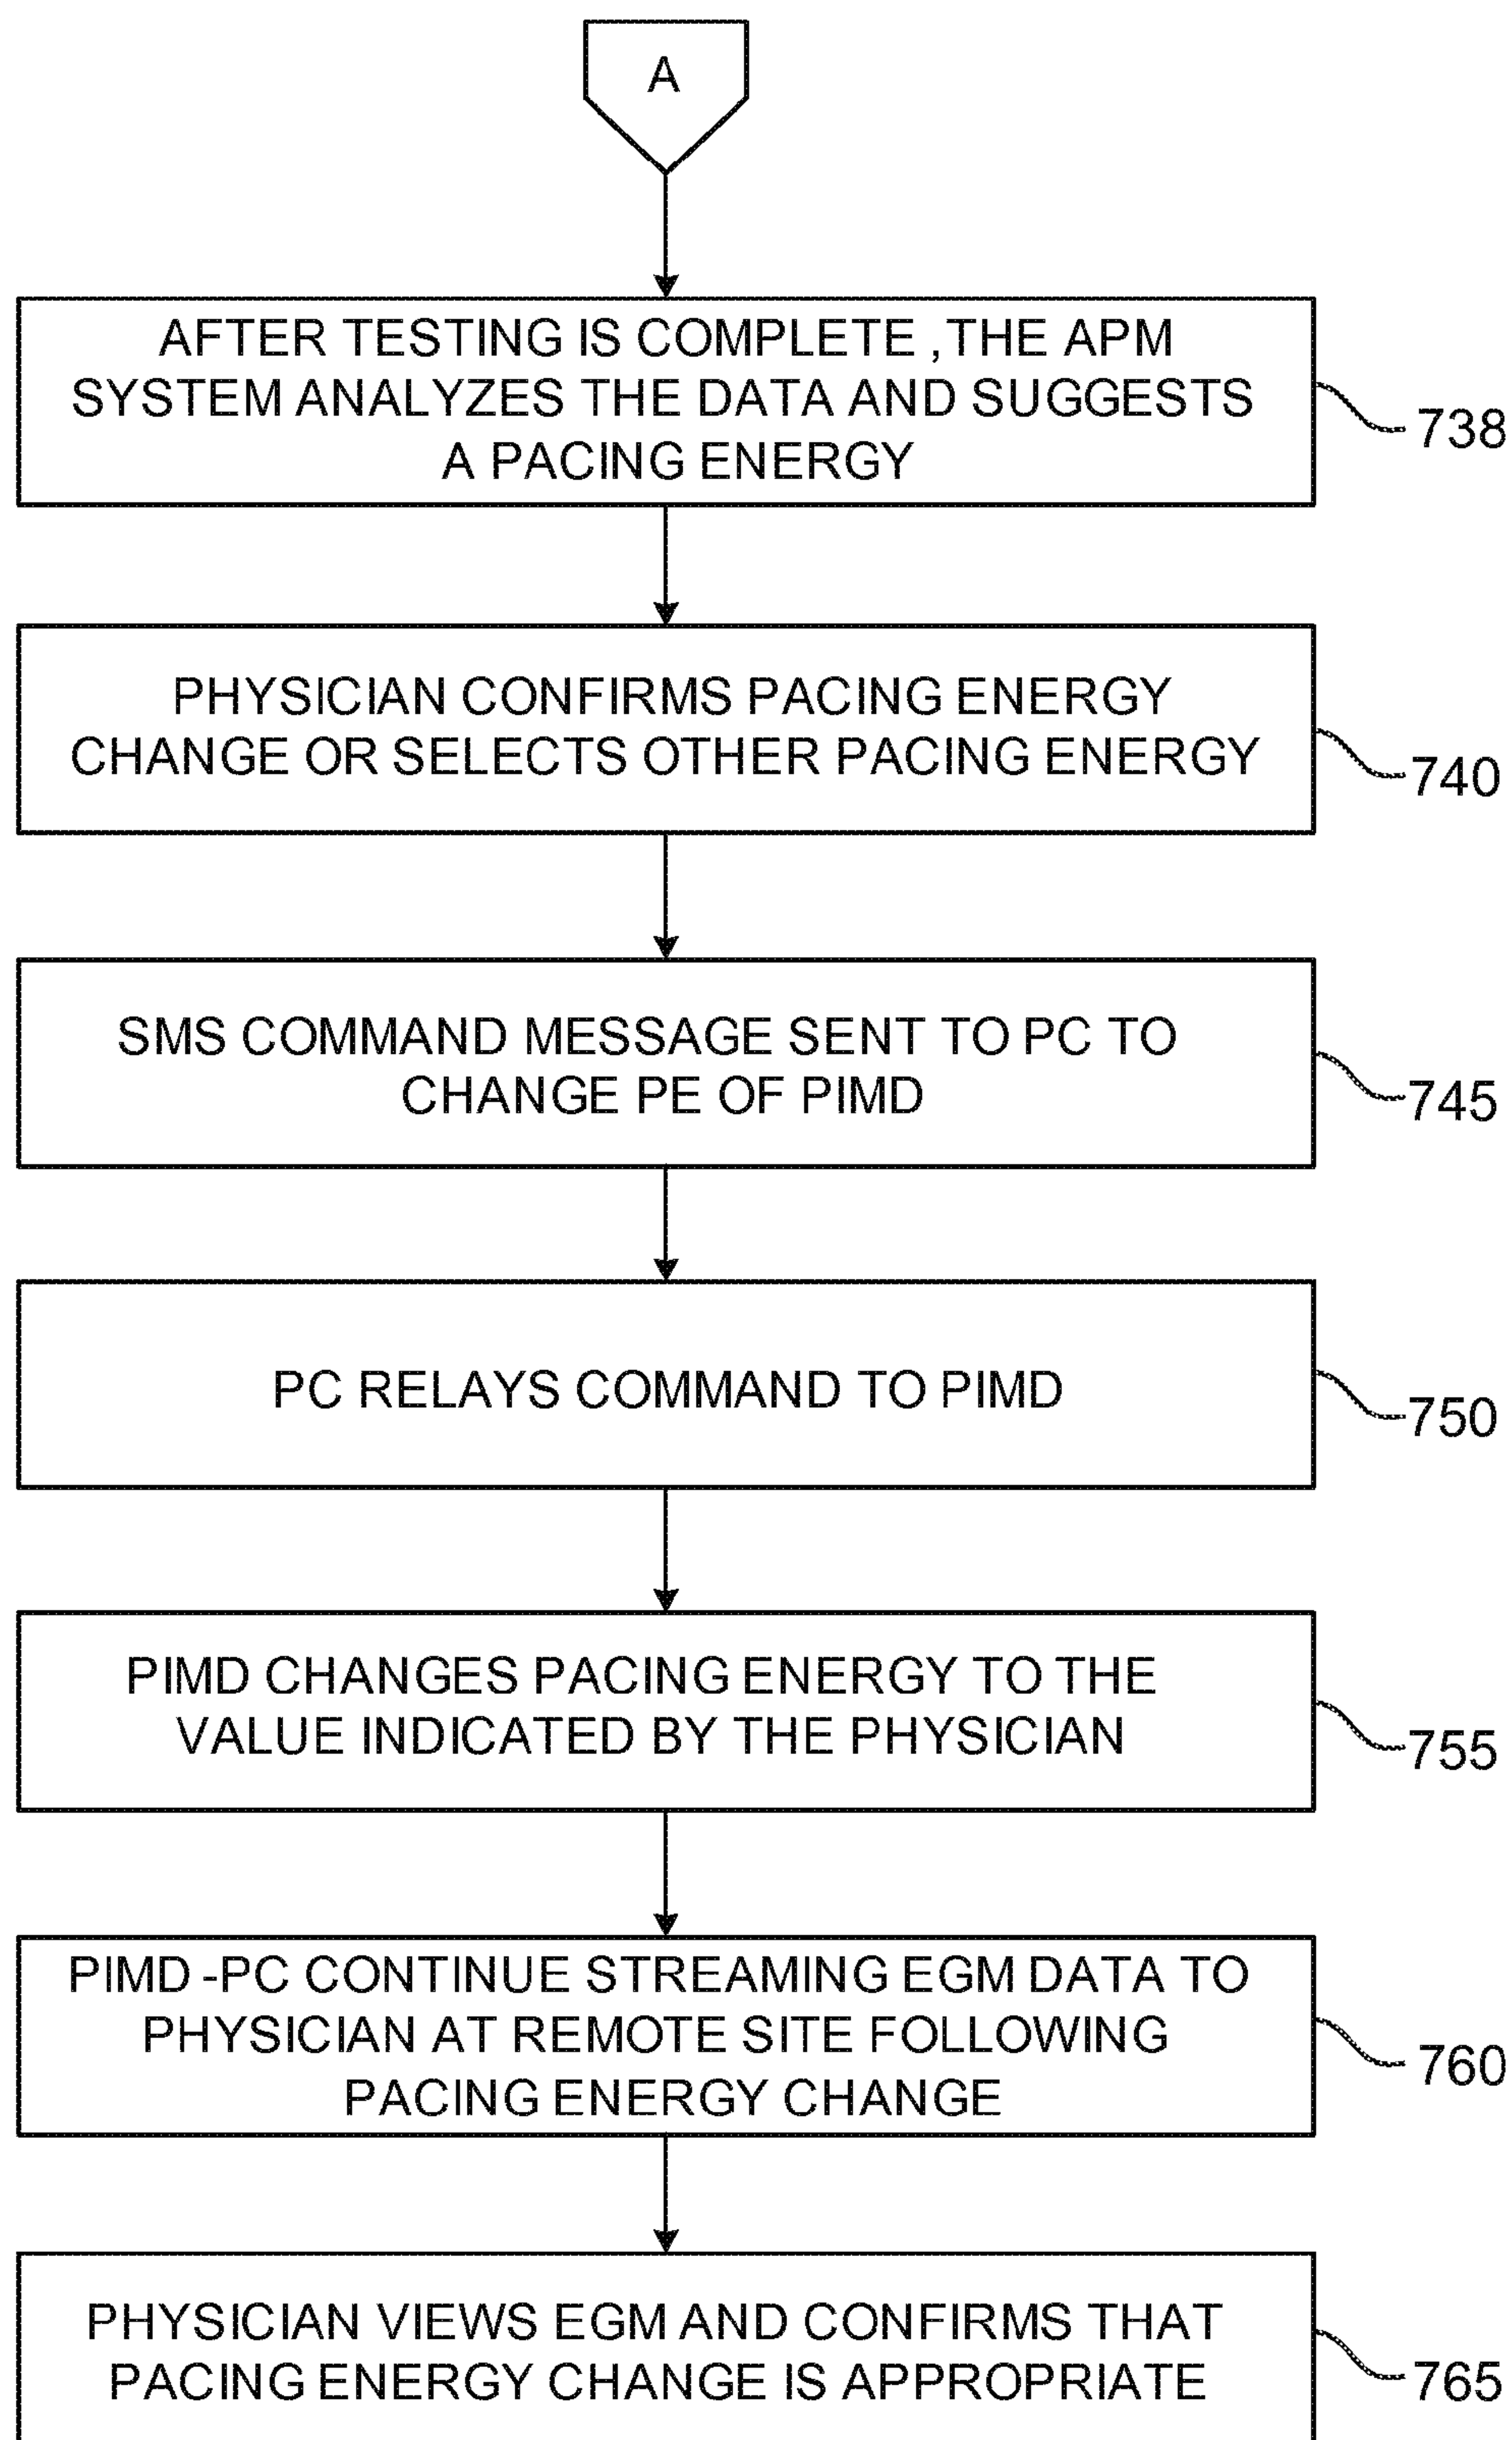 A
AFTER TESTING IS COMPLETE ,THE APM
SYSTEM ANALYZES THE DATA AND SUGGESTS
A PACING ENERGY
738
PHYSICIAN CONFIRMS PACING ENERGY
CHANGE OR SELECTS OTHER PACING ENERGY
740
SMS COMMAND MESSAGE SENT TO PC TO
CHANGE PE OF PIMD
745
PC RELAYS COMMAND TO PIMD
750
PIMD CHANGES PACING ENERGY TO THE
VALUE INDICATED BY THE PHYSICIAN
755
PIMD -PC CONTINUE STREAMING EGM DATA TO
PHYSICIAN AT REMOTE SITE FOLLOWING
PACING ENERGY CHANGE
760
PHYSICIAN VIEWS EGM AND CONFIRMS THAT
PACING ENERGY CHANGE IS APPROPRIATE
765